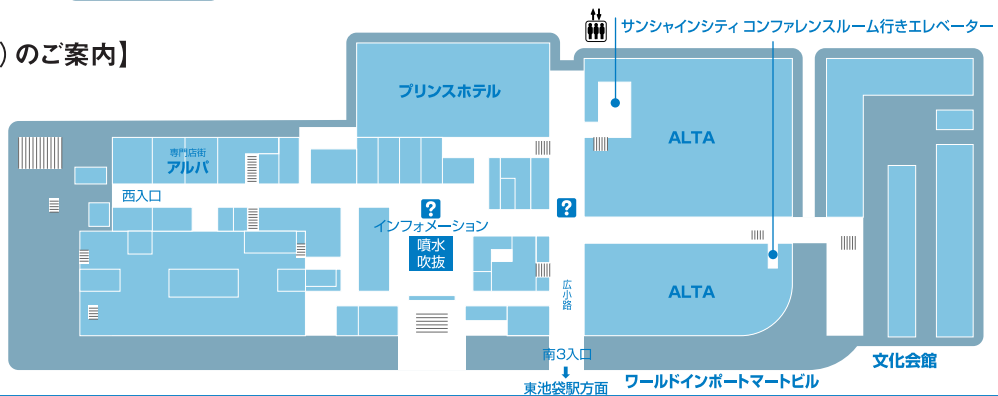 ) のご案内】
サンシャインシティ コンファレンスルーム行きエレベーター
プリンスホテル
ALTA
専門店街
アルパ
西入口
?
?
インフォメーション
噴水
吹抜
広小路
ALTA
南3入口
東池袋駅方面
ワールドインポートマートビル
文化会館